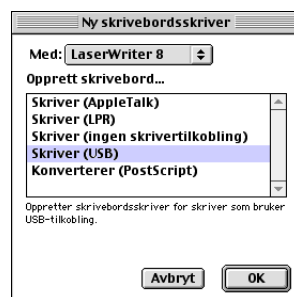 Ny skrivebordsskriver
Med: LaserWriter 8
Opprett skrivebord...
Skriver (AppleTalk)
Skriver (LPR)
Skriver (ingen skrivertilkobling)
Skriver (USB)
Konverterer (PostScript)
Oppretter skrivebordsskriver for skriver som bruker
USB-tilkobling.
Avbryt OK